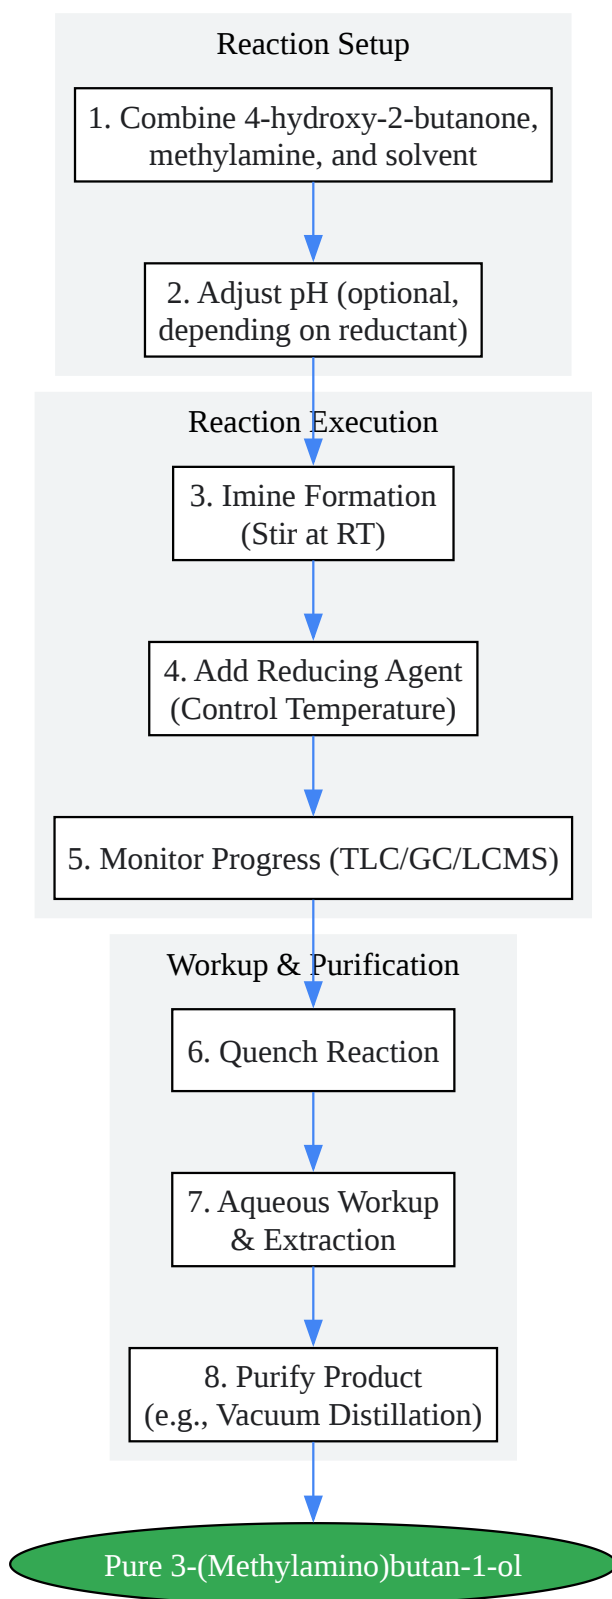 Reaction Setup
1. Combine 4-hydroxy-2-butanone,
methylamine, and solvent
2. Adjust pH (optional,
depending on reductant)
Reaction Execution
3. Imine Formation
(Stir at RT)
4. Add Reducing Agent
(Control Temperature)
5. Monitor Progress (TLC/GC/LCMS)
Workup & Purification
6. Quench Reaction
7. Aqueous Workup
& Extraction
8. Purify Product
(e.g., Vacuum Distillation)
Pure 3-(Methylamino)butan-1-ol